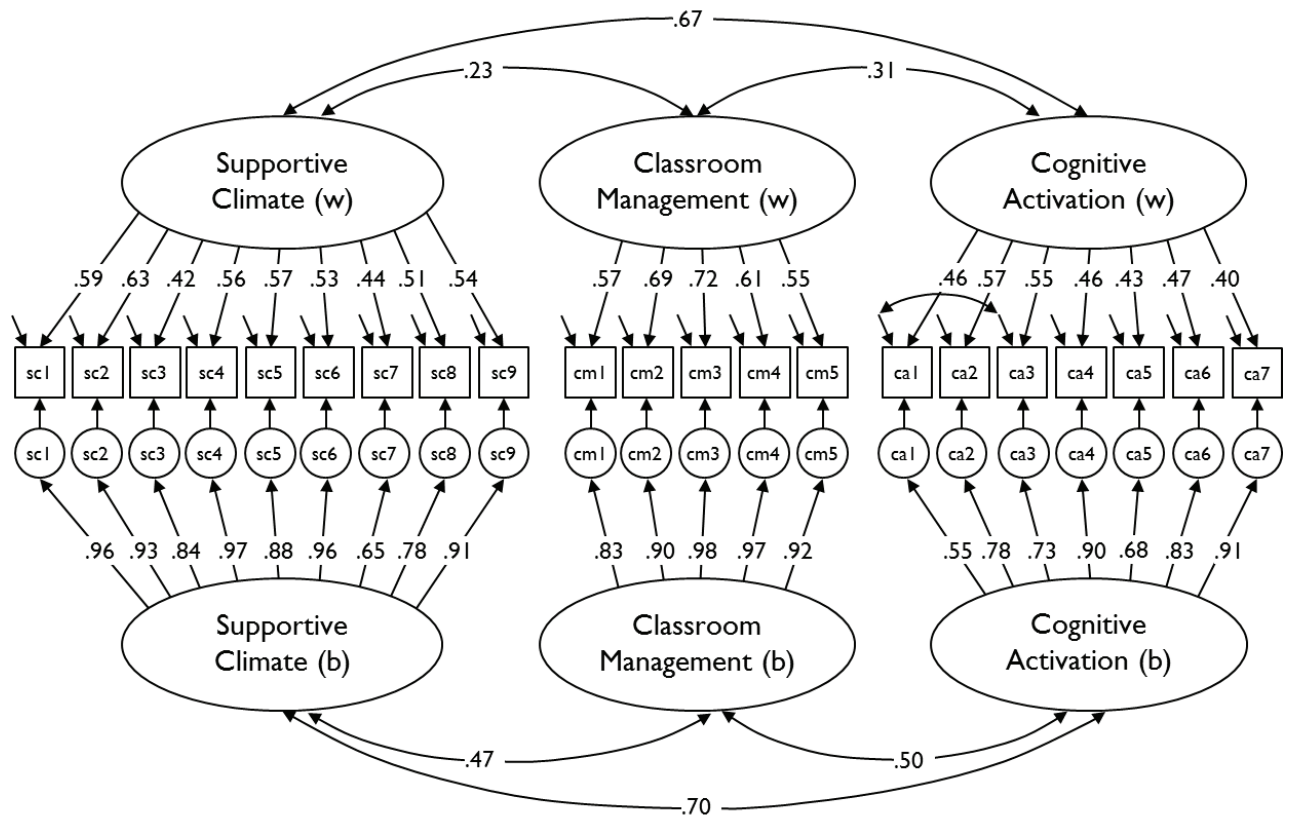 .67
.23 .31
Supportive Classroom Cognitive
Climate (w) Management (w) Activation (w)
.59 .63 .42 .56 .57 .53 .44 .51 .54 .57 .69 .72 .61 .55 .46 .57 .55 .46 .43 .47 .40
sc1 sc2 sc3 sc4 sc5 sc6 sc7 sc8 sc9 cm1 cm2 cm3 cm4 cm5 ca1 ca2 ca3 ca4 ca5 ca6 ca7
sc1 sc2 sc3 sc4 sc5 sc6 sc7 sc8 sc9 cm1 cm2 cm3 cm4 cm5 ca1 ca2 ca3 ca4 ca5 ca6 ca7
.96 .93 .84 .97 .88 .96 .65 .78 .91 .83 .90 .98 .97 .92 .55 .78 .73 .90 .68 .83 .91
Supportive Classroom Cognitive
Climate (b) Management (b) Activation (b)
.47 .50
.70